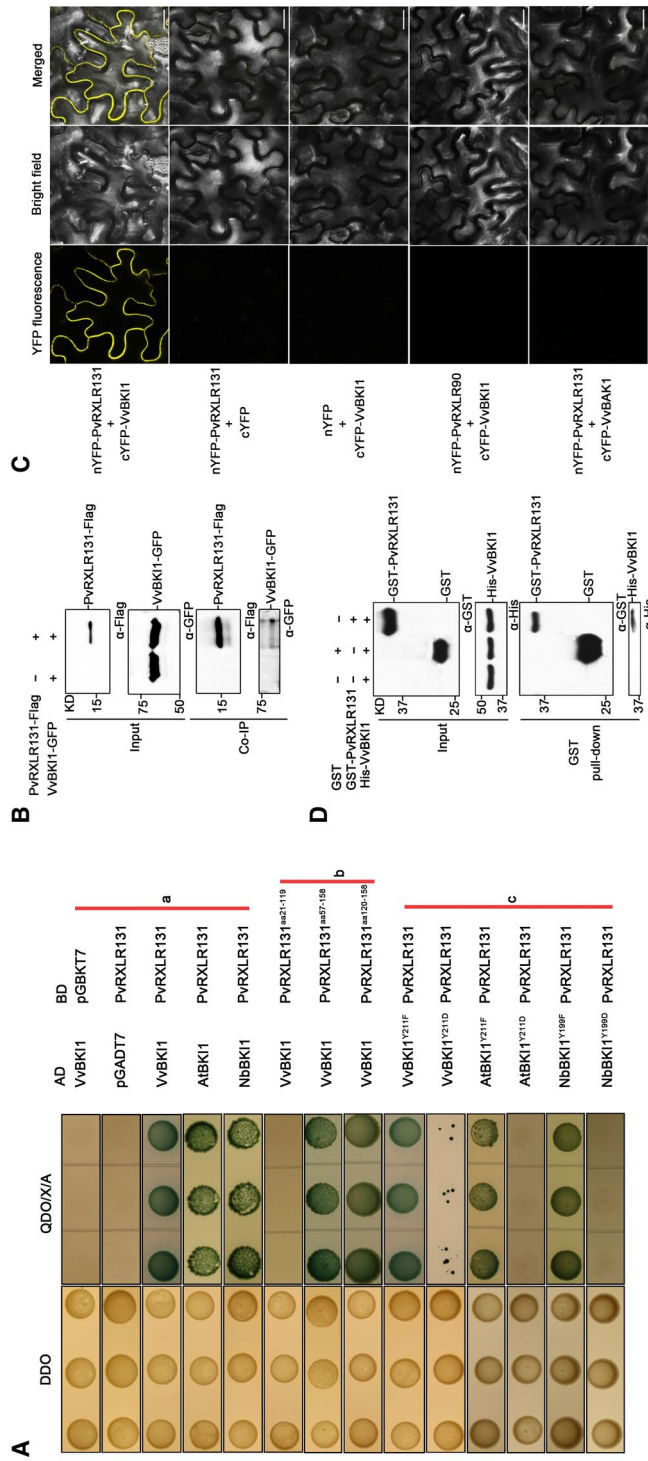 A
DDO
QDO/X/A
AD
BD
VvBKI1 pGBKT7
pGADT7 PvRXLR131
VvBKI1 PvRXLR131
AtBKI1 PvRXLR131
NbBKI1 PvRXLR131
a
VvBKI1 PvRXLR131aa21-119
VvBKI1 PvRXLR131aa57-158
VvBKI1 PvRXLR131aa120-158
b
VvBKI1Y211F PvRXLR131
VvBKI1Y211D PvRXLR131
AtBKI1Y211F PvRXLR131
AtBKI1Y211D PvRXLR131
NbBKI1Y199F PvRXLR131
NbBKI1Y199D PvRXLR131
c
B
PvRXLR131-Flag – +
VvBKI1-GFP + +
KD
15
PvRXLR131-Flag
α-Flag
75
50
VvBKI1-GFP
α-GFP
Input
15
PvRXLR131-Flag
α-Flag
75
VvBKI1-GFP
α-GFP
Co-IP
C
YFP fluorescence
Bright field
Merged
nYFP-PvRXLR131
+
cYFP-VvBKI1
nYFP-PvRXLR131
+
cYFP
nYFP
+
cYFP-VvBKI1
nYFP-PvRXLR90
+
cYFP-VvBKI1
nYFP-PvRXLR131
+
cYFP-VvBAK1
D
GST – + –
GST-PvRXLR131 – – +
His-VvBKI1 + + +
KD
37
25
GST-PvRXLR131
GST
α-GST
50
37
His-VvBKI1
α-His
Input
37
25
GST-PvRXLR131
GST
α-GST
37
His-VvBKI1
α-His
GST
pull-down